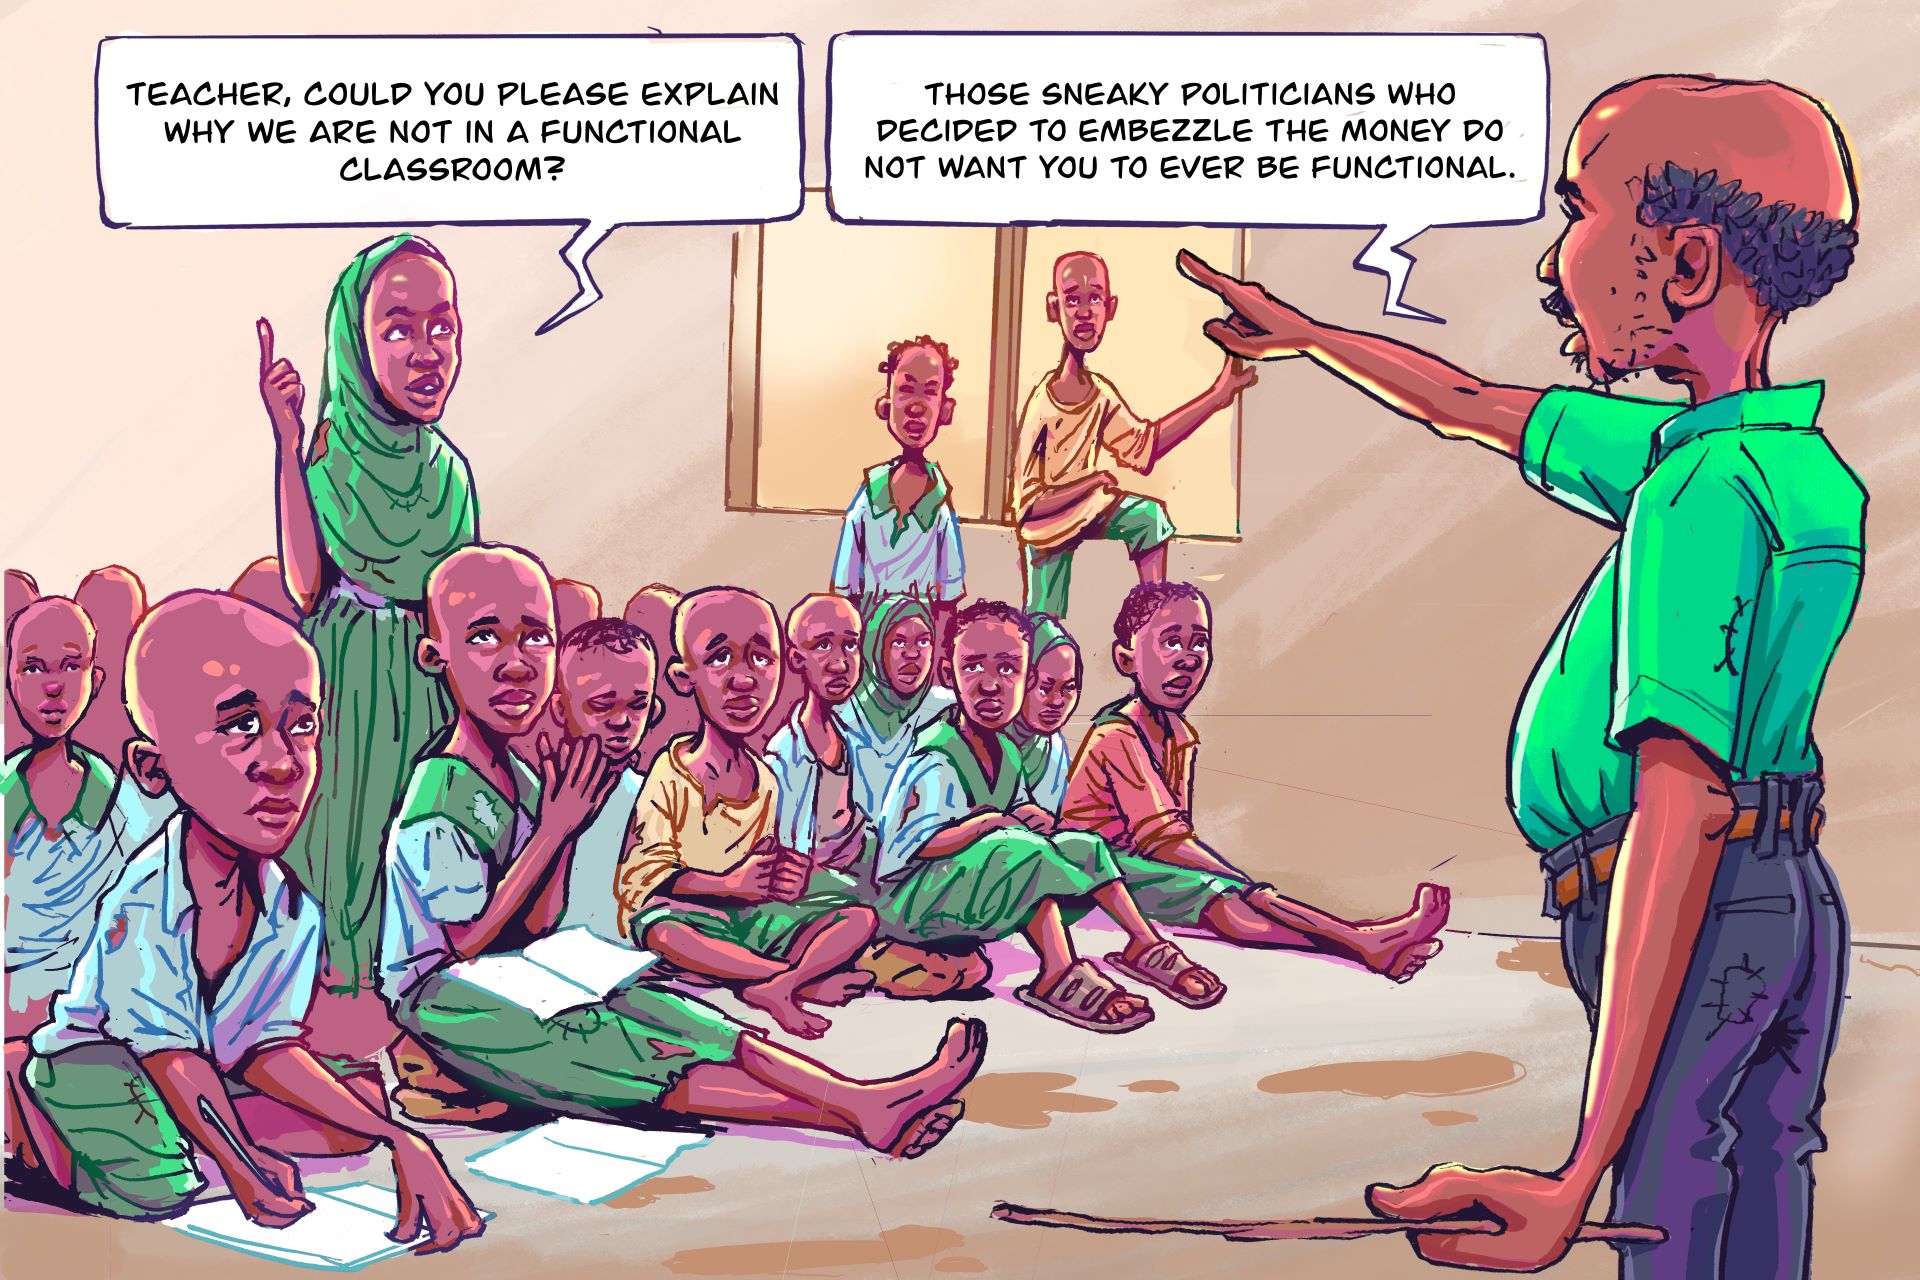 TEACHER, COULD YOU PLEASE EXPLAIN
WHY WE ARE NOT IN A FUNCTIONAL
CLASSROOM?
THOSE SNEAKY POLITICIANS WHO
DECIDED TO EMBEZZLE THE MONEY DO
NOT WANT YOU TO EVER BE FUNCTIONAL.